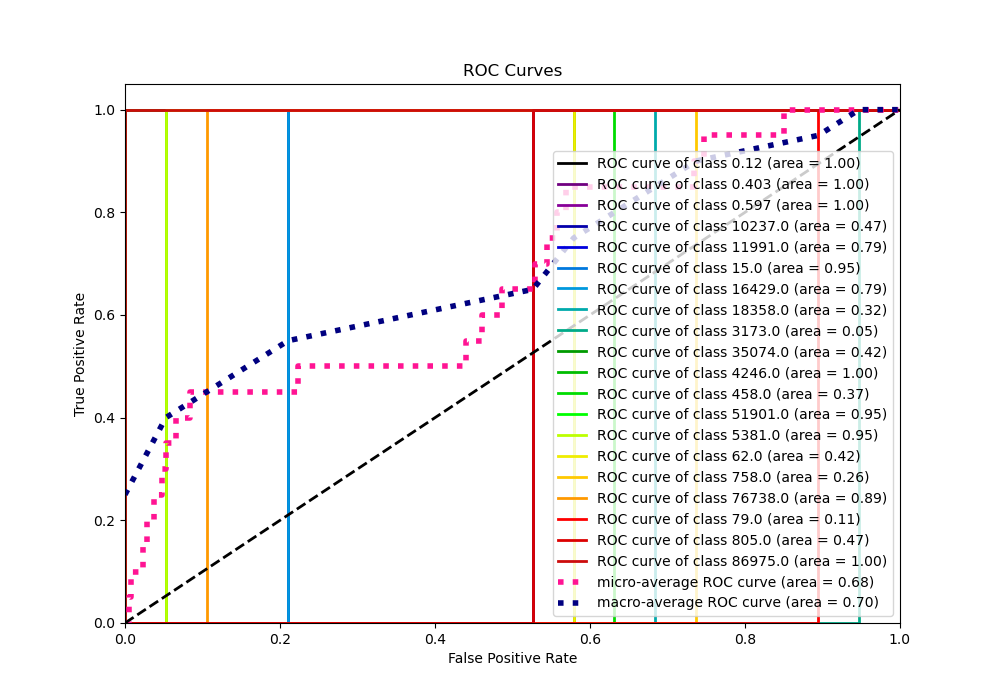 ROC Curves
True Positive Rate
1.0
0.8
0.6
0.4
0.2
0.0
ROC curve of class 0.12 (area = 1.00)
ROC curve of class 0.403 (area = 1.00)
ROC curve of class 0.597 (area = 1.00)
ROC curve of class 10237.0 (area = 0.47)
ROC curve of class 11991.0 (area = 0.79)
ROC curve of class 15.0 (area = 0.95)
ROC curve of class 16429.0 (area = 0.79)
ROC curve of class 18358.0 (area = 0.32)
ROC curve of class 3173.0 (area = 0.05)
ROC curve of class 35074.0 (area = 0.42)
ROC curve of class 4246.0 (area = 1.00)
ROC curve of class 458.0 (area = 0.37)
ROC curve of class 51901.0 (area = 0.95)
ROC curve of class 5381.0 (area = 0.95)
ROC curve of class 62.0 (area = 0.42)
ROC curve of class 758.0 (area = 0.26)
ROC curve of class 76738.0 (area = 0.89)
ROC curve of class 79.0 (area = 0.11)
ROC curve of class 805.0 (area = 0.47)
ROC curve of class 86975.0 (area = 1.00)
micro-average ROC curve (area = 0.68)
macro-average ROC curve (area = 0.70)
0.0 0.2 0.4 0.6 0.8 1.0
False Positive Rate